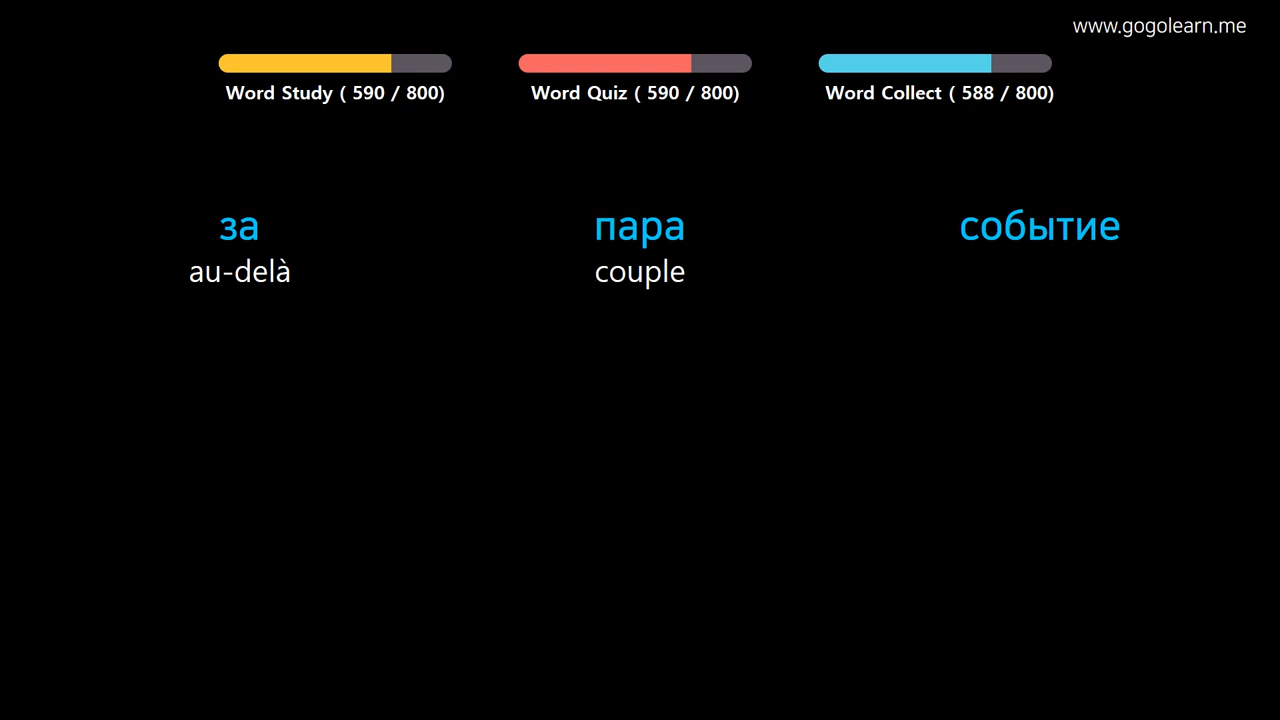 www.gogolearn.me
Word Study ( 590 / 800)
Word Quiz ( 590 / 800)
Word Collect ( 588 / 800)
за
au-delà
пара
couple
событие